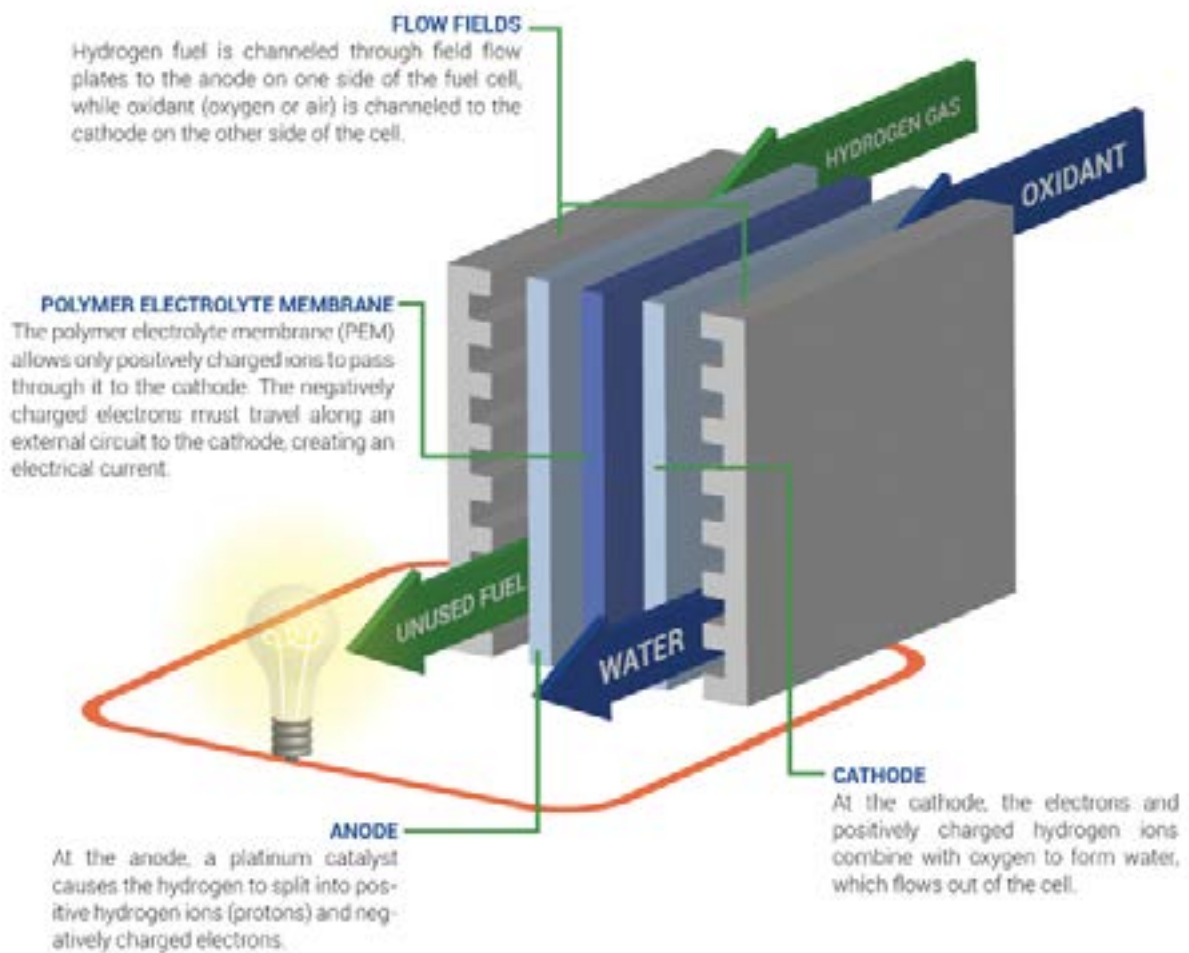 FLOW FIELDS
Hydrogen fuel is channeled through field flow
plates to the anode on one side of the fuel cell,
while oxidant (oxygen or air) is channeled to the
cathode on the other side of the cell.
HYDROGEN GAS
OXIDANT
POLYMER ELECTROLYTE MEMBRANE
The polymer electrolyte membrane (PEM)
allows only positively charged ions to pass
through it to the cathode. The negatively
charged electrons must travel along an
external circuit to the cathode, creating an
electrical current.
UNUSED FUEL
WATER
CATHODE
At the cathode, the electrons and
positively charged hydrogen ions
combine with oxygen to form water,
which flows out of the cell.
ANODE
At the anode, a platinum catalyst
causes the hydrogen to split into pos-
itive hydrogen ions (protons) and neg-
atively charged electrons.